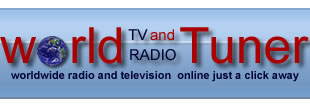 world TV and RADIO Tuner
worldwide radio and television online just a click away